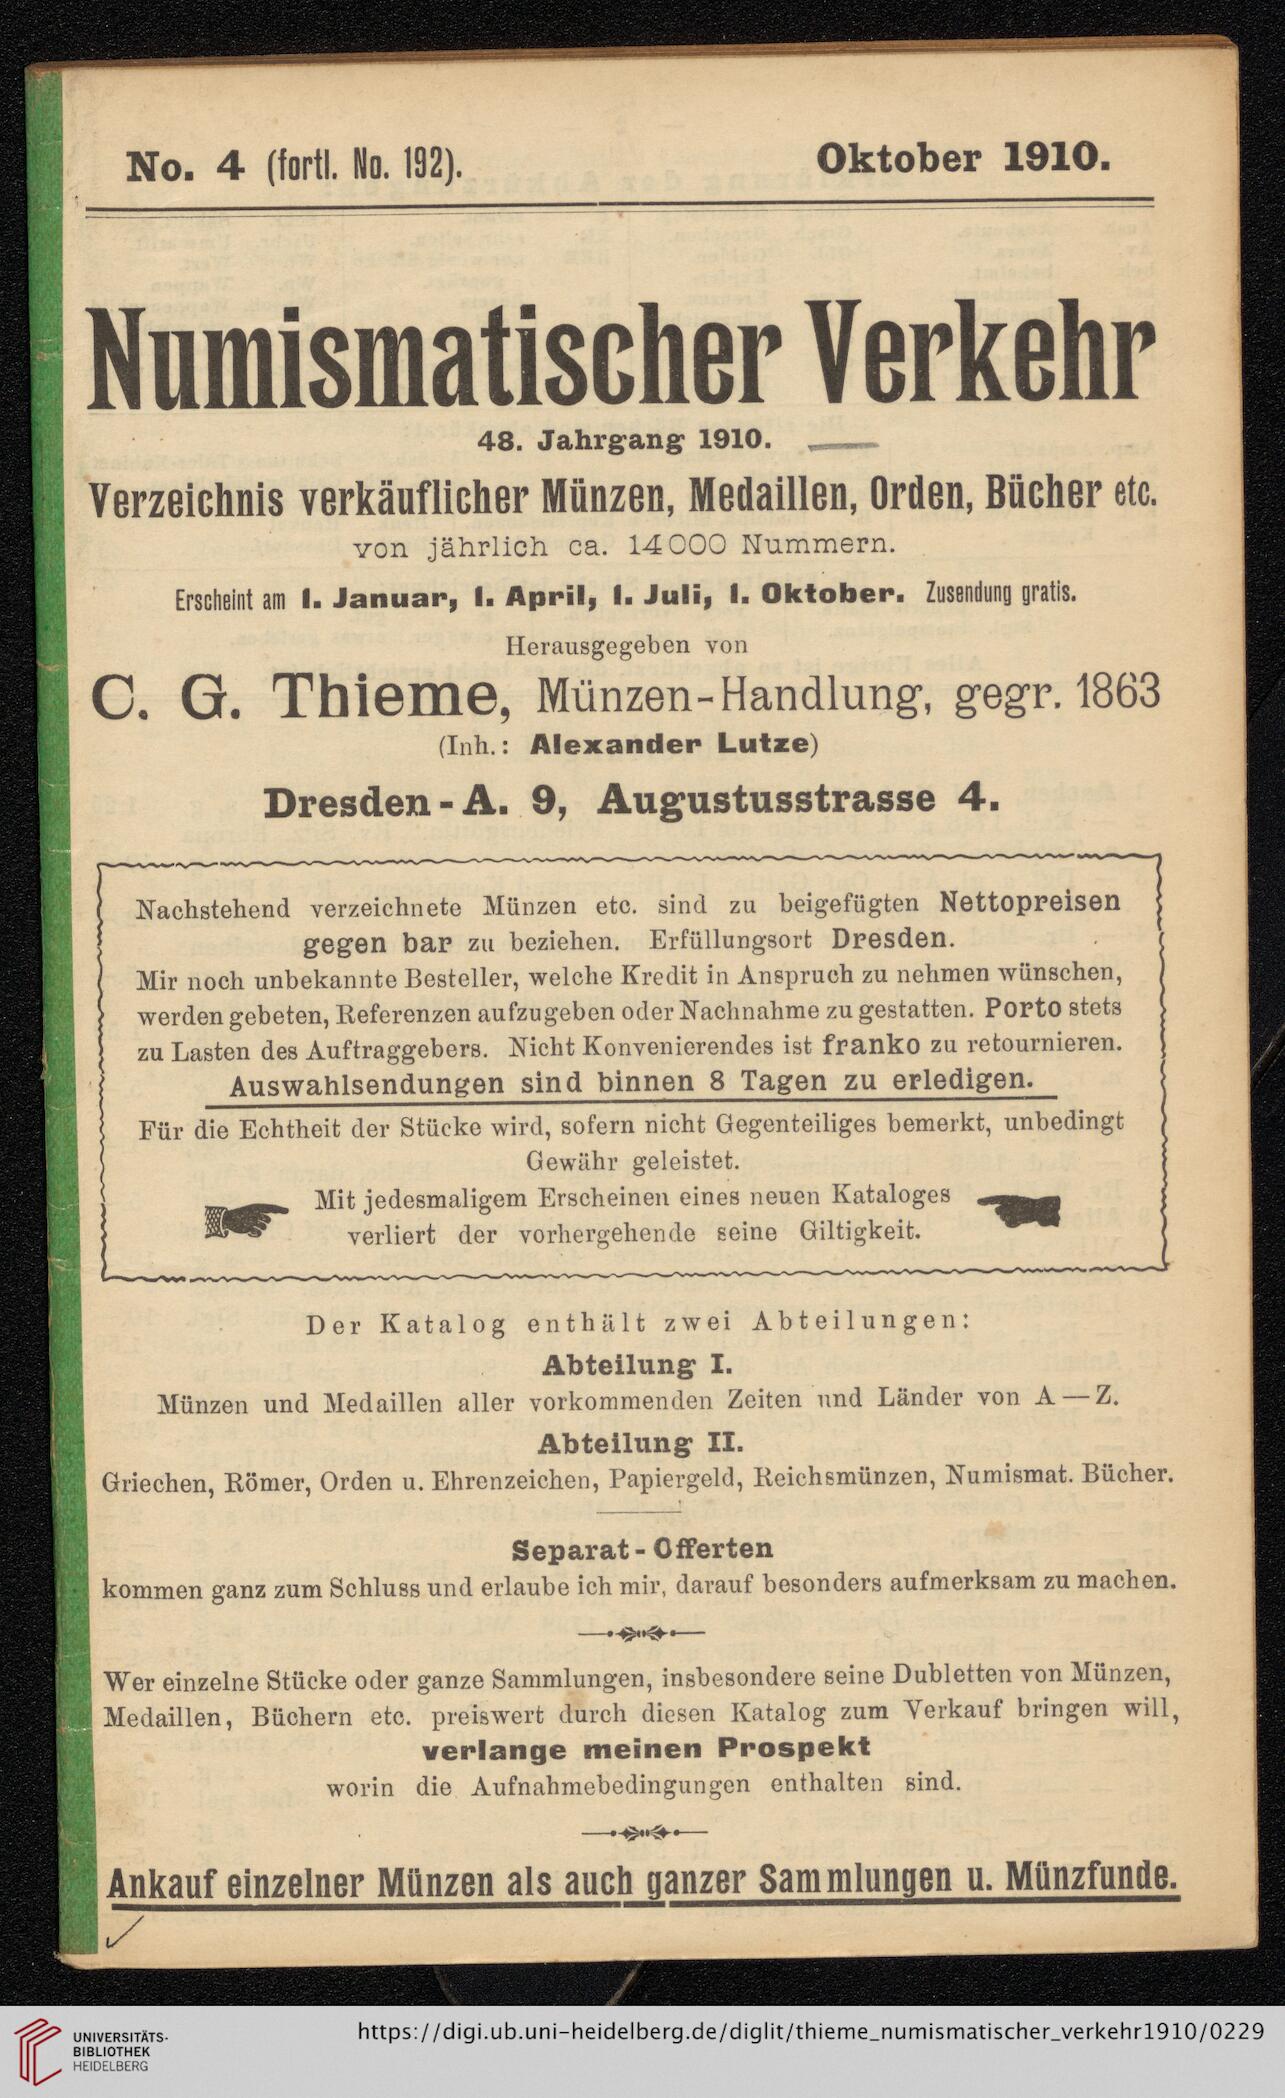 No. 4 (fortl. No. 192).
Oktober 1910.
Numismatischer Verkehr
48. Jahrgang 1910.
Verzeichnis verkäuflicher Münzen, Medaillen, Orden, Bücher etc.
von jährlich ca. 14000 Nummern.
Erscheint am 1. Januar, 1. April, 1. Juli, 1. Oktober. Zusendung gratis.
Herausgegeben von
C. G. Thieme, Münzen-Handlung, gegr. 1863
(Inh.: Alexander Lutze)
Dresden-A. 9, Augustusstrasse 4.
Nachstehend verzeichnete Münzen etc. sind zu beigefügten Nettopreisen
gegen bar zu beziehen. Erfüllungsort Dresden.
Mir noch unbekannte Besteller, welche Kredit in Anspruch zu nehmen wünschen,
werden gebeten, Referenzen aufzugeben oder Nachnahme zu gestatten. Porto stets
zu Lasten des Auftraggebers. Nicht Konvenierendes ist franko zu retournieren.
Auswahlsendungen sind binnen 8 Tagen zu erledigen.
Für die Echtheit der Stücke wird, sofern nicht Gegenteiliges bemerkt, unbedingt
Gewähr geleistet.
Mit jedesmaligem Erscheinen eines neuen Kataloges
verliert der vorhergehende seine Giltigkeit.
Der Katalog enthält zwei Abteilungen:
Abteilung I.
Münzen und Medaillen aller vorkommenden Zeiten und Länder von A—Z.
Abteilung II.
Griechen, Römer, Orden u. Ehrenzeichen, Papiergeld, Reichsmünzen, Numismat. Bücher.
Separat-Offerten
kommen ganz zum Schluss und erlaube ich mir, darauf besonders aufmerksam zu machen.
Wer einzelne Stücke oder ganze Sammlungen, insbesondere seine Dubletten von Münzen,
Medaillen, Büchern etc. preiswert durch diesen Katalog zum Verkauf bringen will,
verlange meinen Prospekt
worin die Aufnahmebedingungen enthalten sind.
Ankauf einzelner Münzen als auch ganzer Sammlungen u. Münzfunde.
UNIVERSITÄTS-
BIBLIOTHEK
HEIDELBERG
https://digi.ub.uni-heidelberg.de/diglit/thieme_numismatischer_verkehr1910/0229